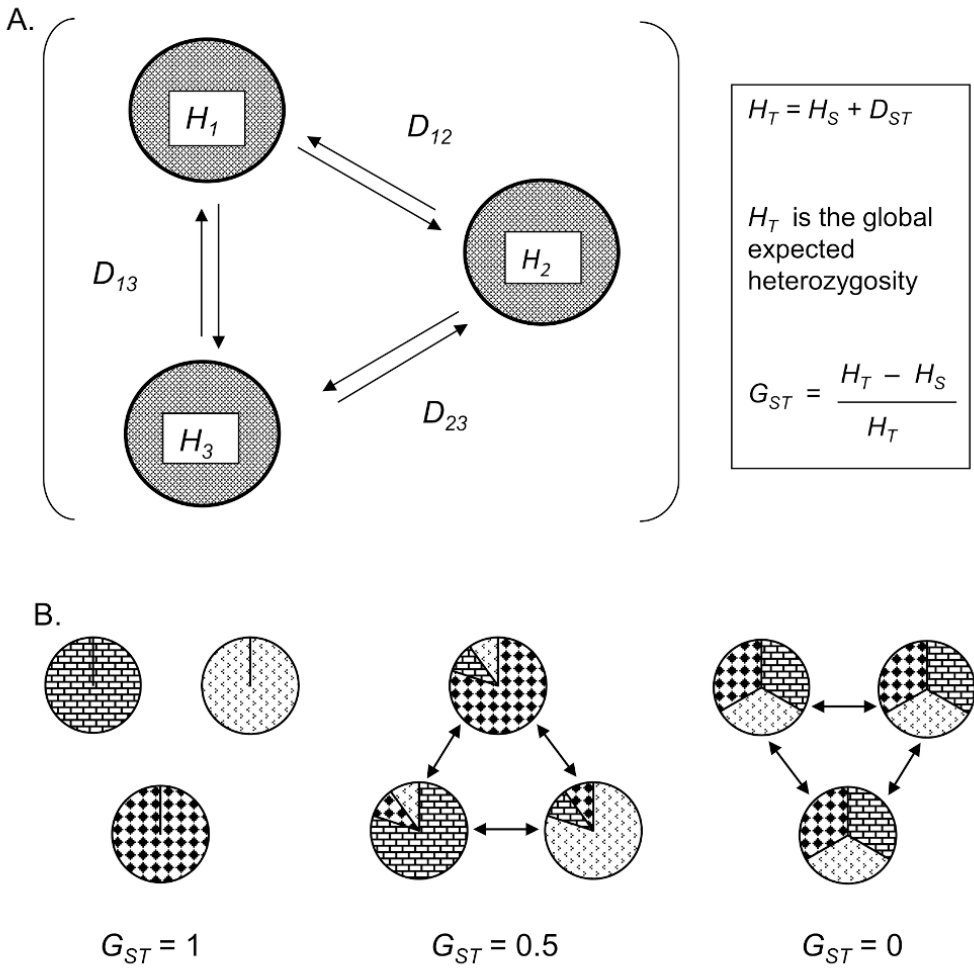 A.
H1
D12
H2
D13
D23
H3
HT = HS + DST
HT is the global
expected
heterozygosity
GST = HT – HS
HT
B.
GST = 1
GST = 0.5
GST = 0